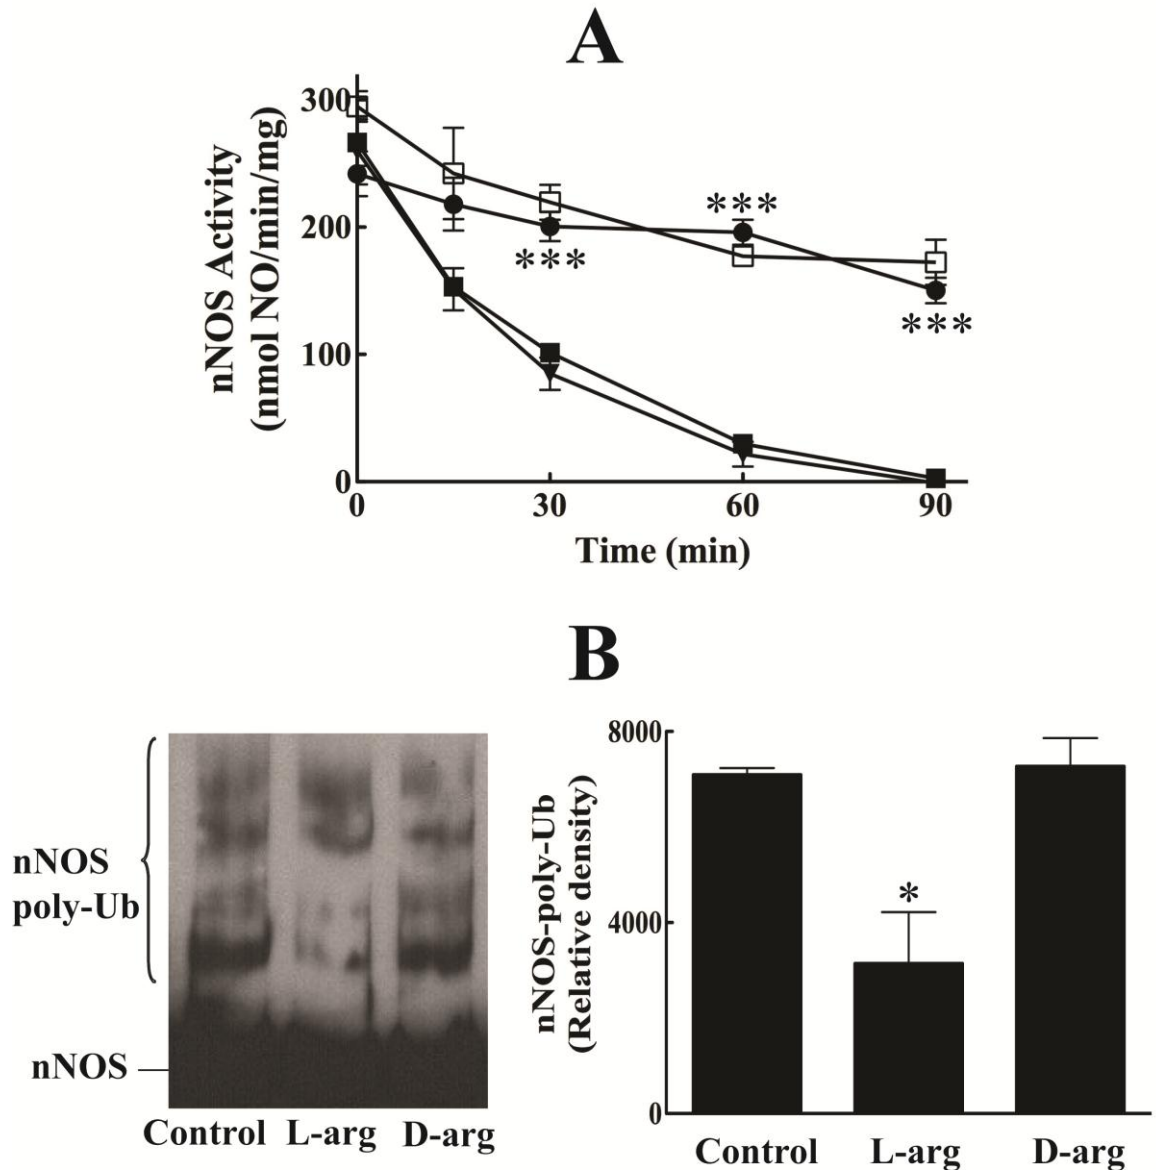 A
nNOS Activity
(nmol NO/min/mg)
300
200
100
0
***
***
***
0 30 60 90
Time (min)
B
nNOS
poly-Ub
nNOS
Control L-arg D-arg
nNOS-poly-Ub
(Relative density)
8000
4000
0
*
Control L-arg D-arg